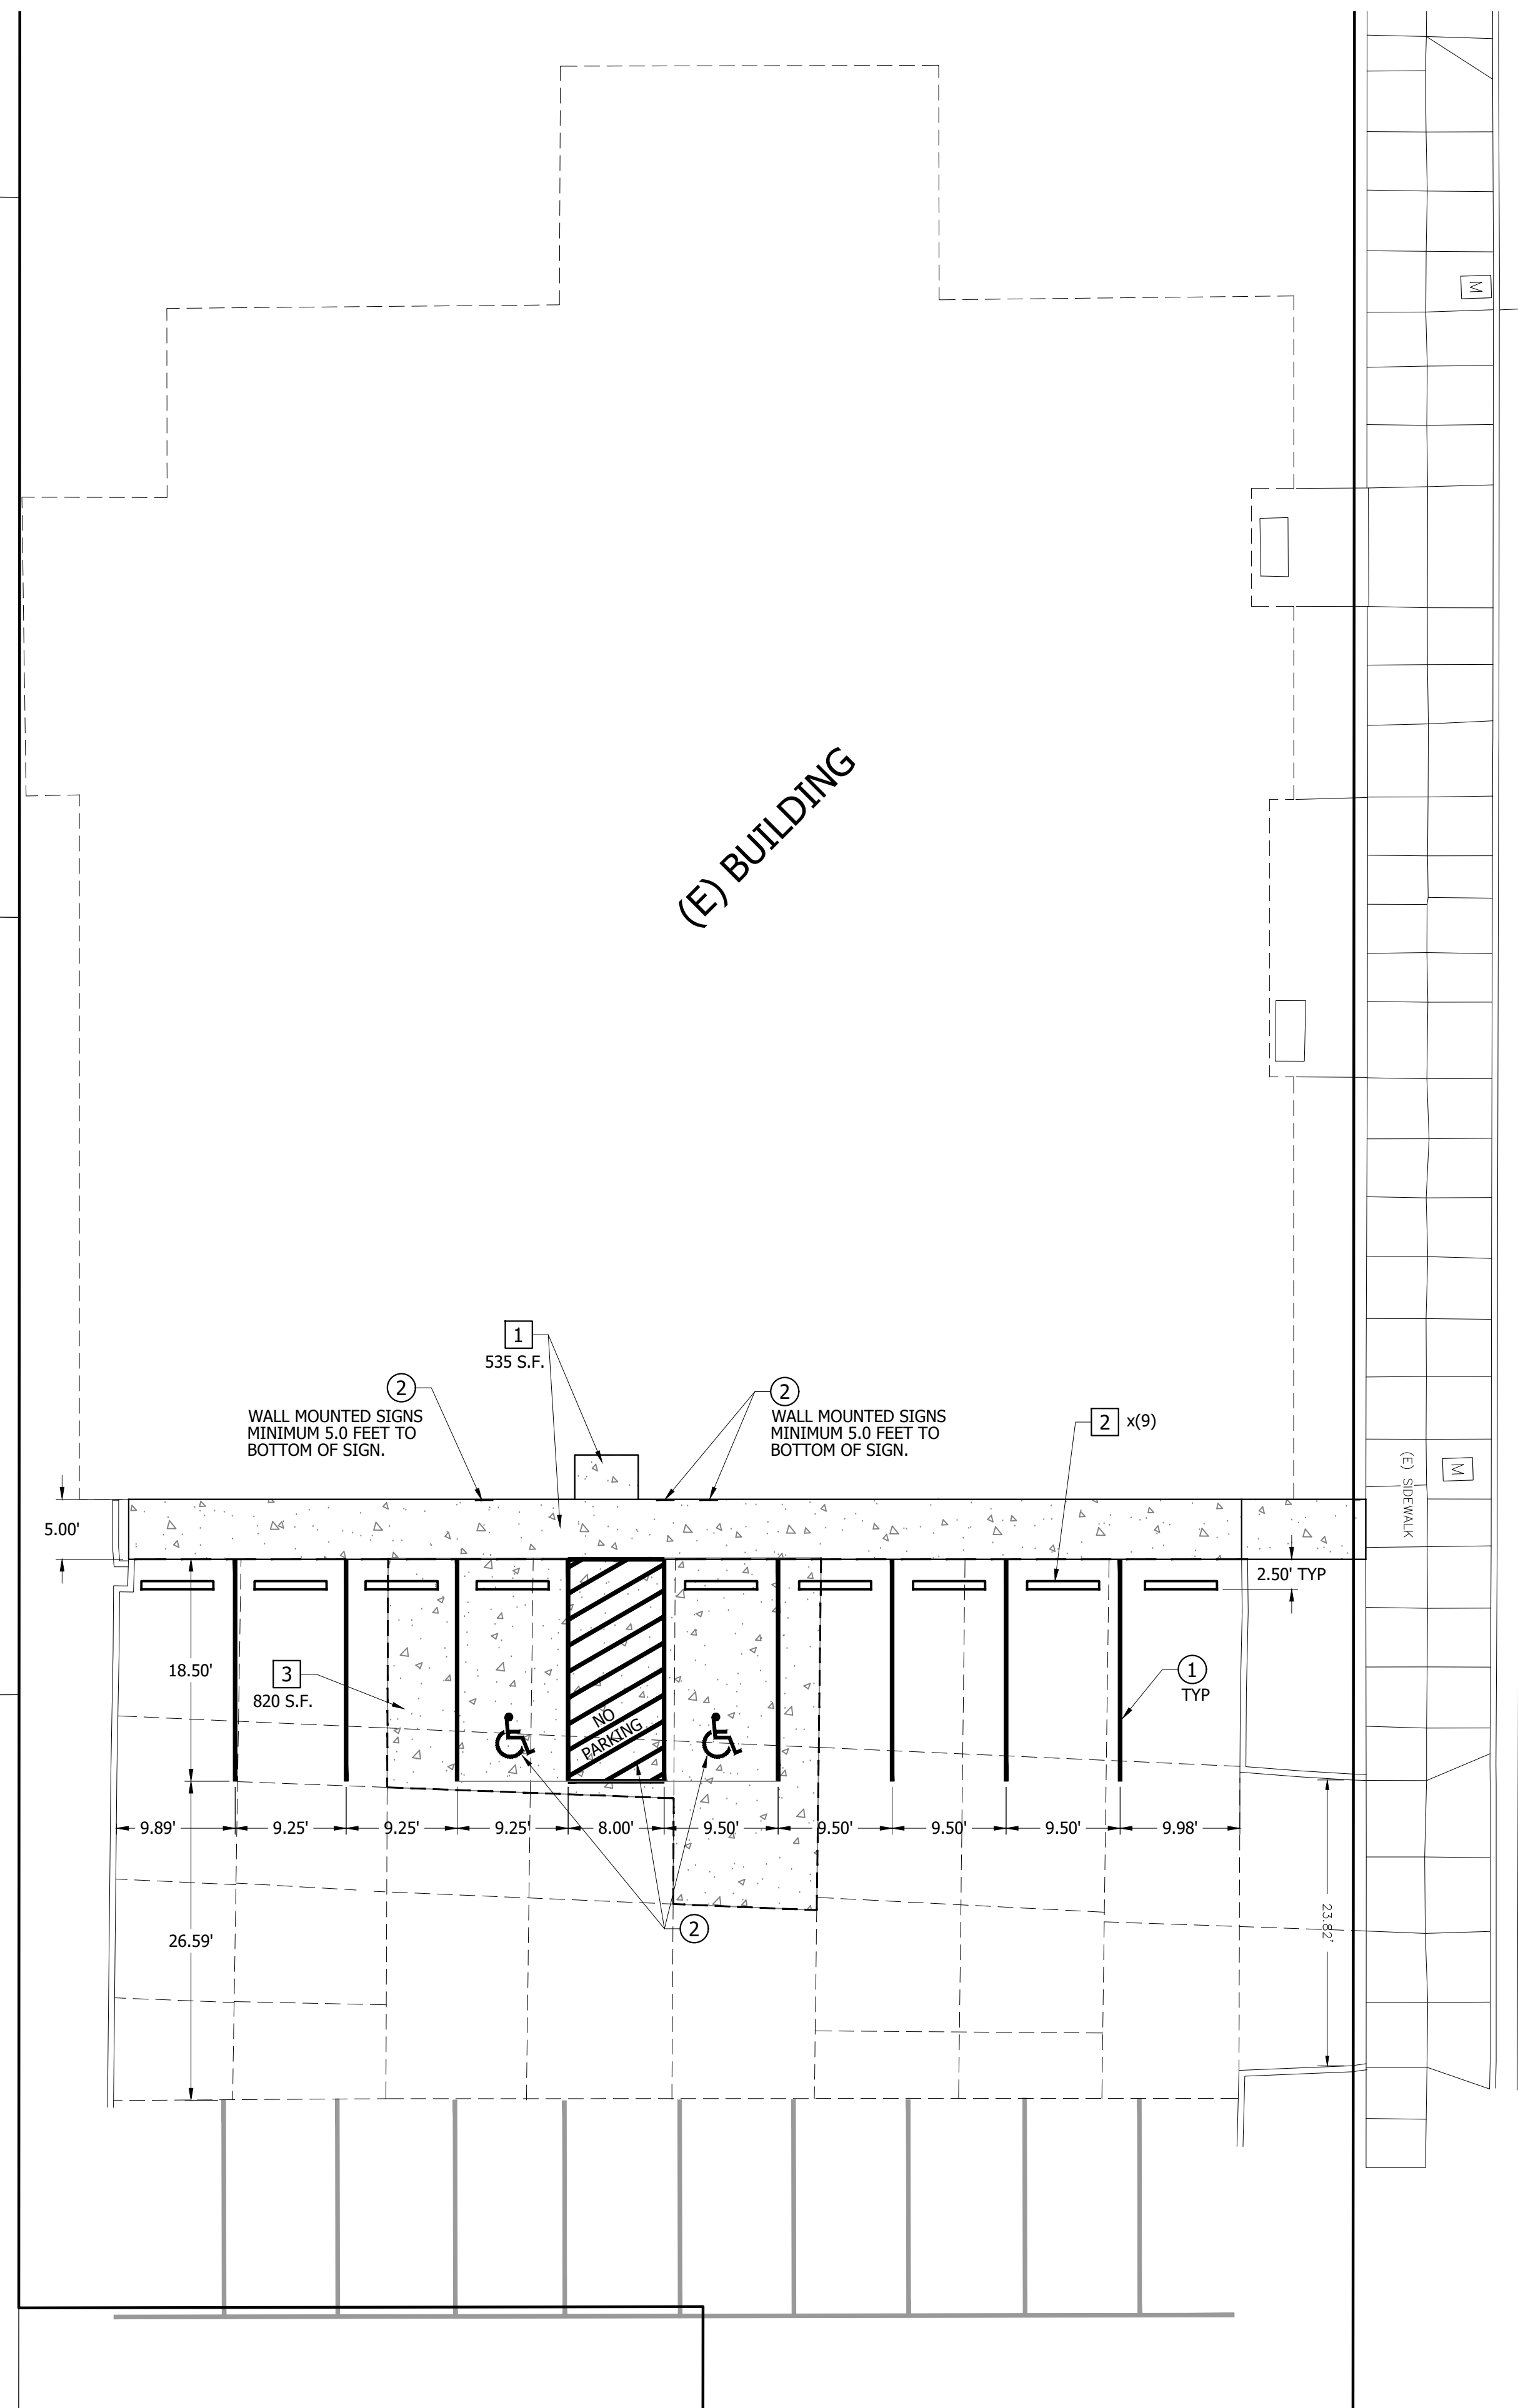 M
(E) BUILDING
1
535 S.F.
2
WALL MOUNTED SIGNS
MINIMUM 5.0 FEET TO
BOTTOM OF SIGN.
2
WALL MOUNTED SIGNS
MINIMUM 5.0 FEET TO
BOTTOM OF SIGN.
2 x(9)
(E) SIDEWALK
M
5.00'
2.50' TYP
18.50'
3
820 S.F.
1
TYP
NO
PARKING
9.89' 9.25' 9.25' 9.25' 8.00' 9.50' 9.50' 9.50' 9.50' 9.98'
2
26.59'
23.82'